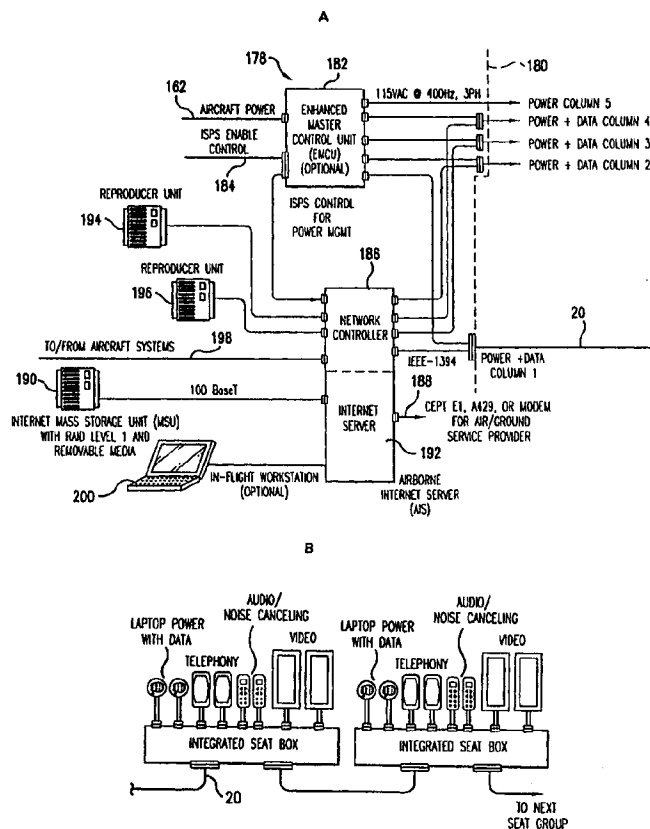 A
178
182
180
162
AIRCRAFT POWER
ENHANCED
MASTER
CONTROL UNIT
(EMCU)
(OPTIONAL)
115VAC @ 400Hz, 3PH
POWER COLUMN 5
POWER + DATA COLUMN 4
POWER + DATA COLUMN 3
POWER + DATA COLUMN 2
ISPS ENABLE
CONTROL
184
ISPS CONTROL
FOR
POWER MGMT
REPRODUCER UNIT
194
REPRODUCER UNIT
196
186
NETWORK
CONTROLLER
TO/FROM AIRCRAFT SYSTEMS
198
IEEE-1394
20
POWER +DATA
COLUMN 1
190
100 BaseT
188
INTERNET MASS STORAGE UNIT (MSU)
WITH RAID LEVEL 1 AND
REMOVABLE MEDIA
INTERNET
SERVER
CEPT E1, A429, OR MODEM
FOR AIR/GROUND
SERVICE PROVIDER
192
200
IN-FLIGHT WORKSTATION
(OPTIONAL)
AIRBORNE
INTERNET SERVER
(AIS)
B
LAPTOP POWER
WITH DATA
TELEPHONY
AUDIO/
NOISE CANCELING
VIDEO
LAPTOP POWER
WITH DATA
TELEPHONY
AUDIO/
NOISE CANCELING
VIDEO
INTEGRATED SEAT BOX
INTEGRATED SEAT BOX
20
TO NEXT
SEAT GROUP